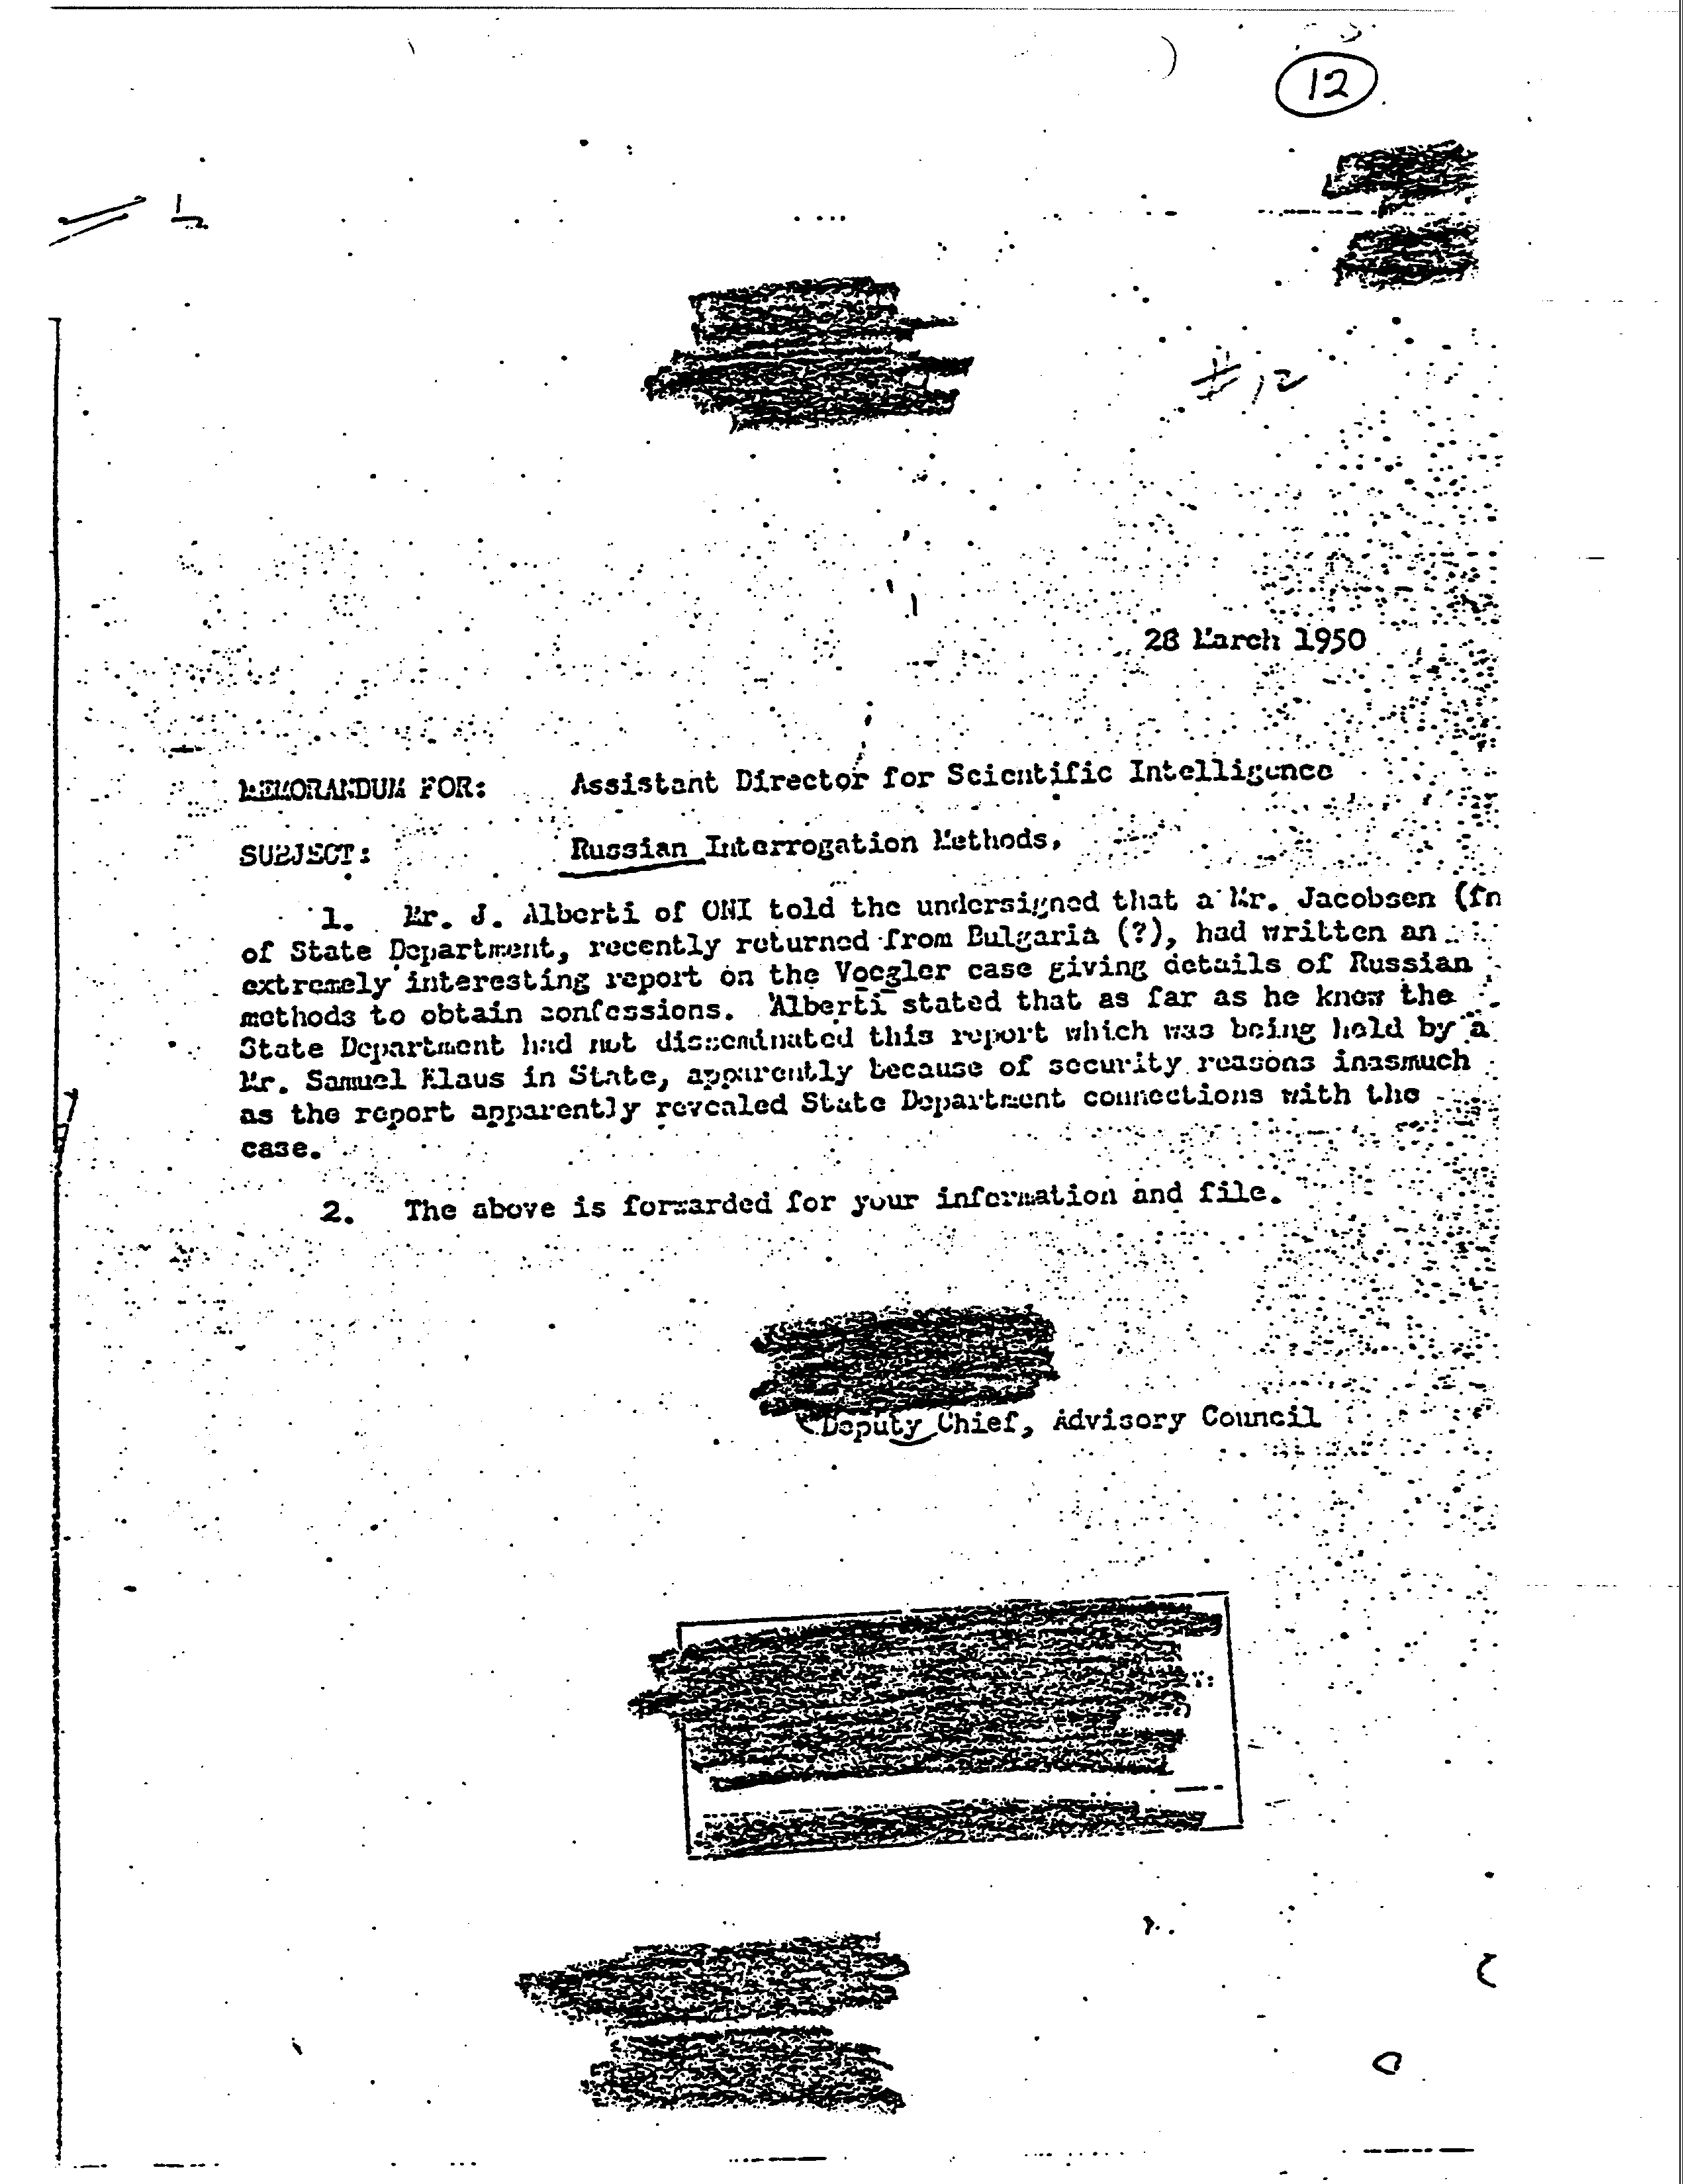 12
# 12
28 March 1950
MEMORANDUM FOR: Assistant Director for Scientific Intelligence
SUBJECT: Russian Interrogation Methods.
1. Mr. J. Alberti of ONI told the undersigned that a Mr. Jacobsen (fn
of State Department, recently returned from Bulgaria (?), had written an
extremely interesting report on the Voegler case giving details of Russian
methods to obtain confessions. Alberti stated that as far as he knew the
State Department had not disseminated this report which was being held by a
Mr. Samuel Klaus in State, apparently because of security reasons inasmuch
as the report apparently revealed State Department connections with the
case.
2. The above is forwarded for your information and file.
Deputy Chief, Advisory Council